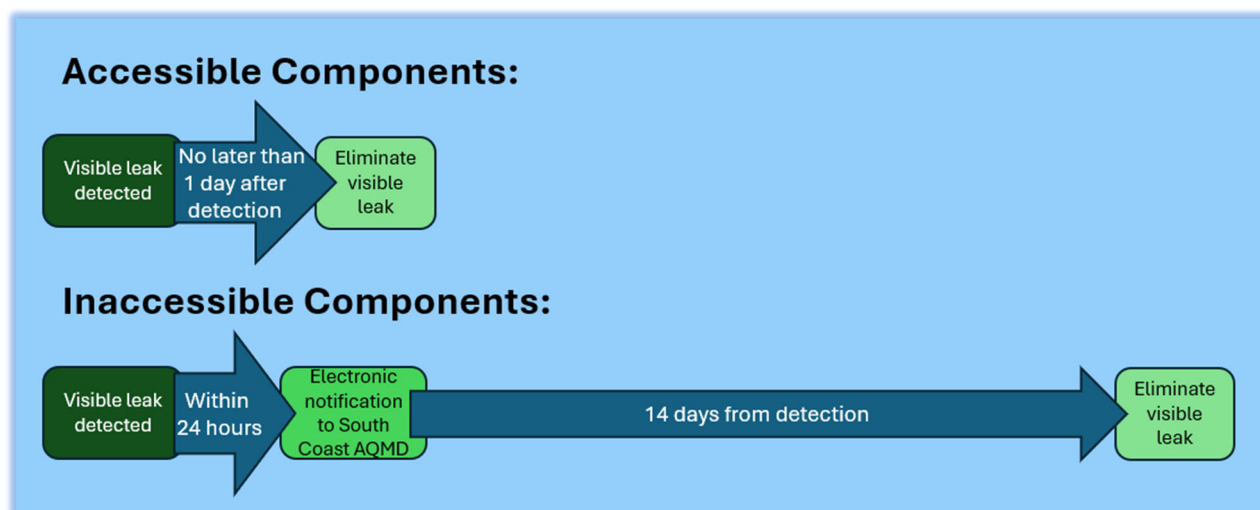 Accessible Components:
Visible leak
detected
No later than
1 day after
detection
Eliminate
visible
leak
Inaccessible Components:
Visible leak
detected
Within
24 hours
Electronic
notification
to South
Coast AQMD
14 days from detection
Eliminate
visible
leak